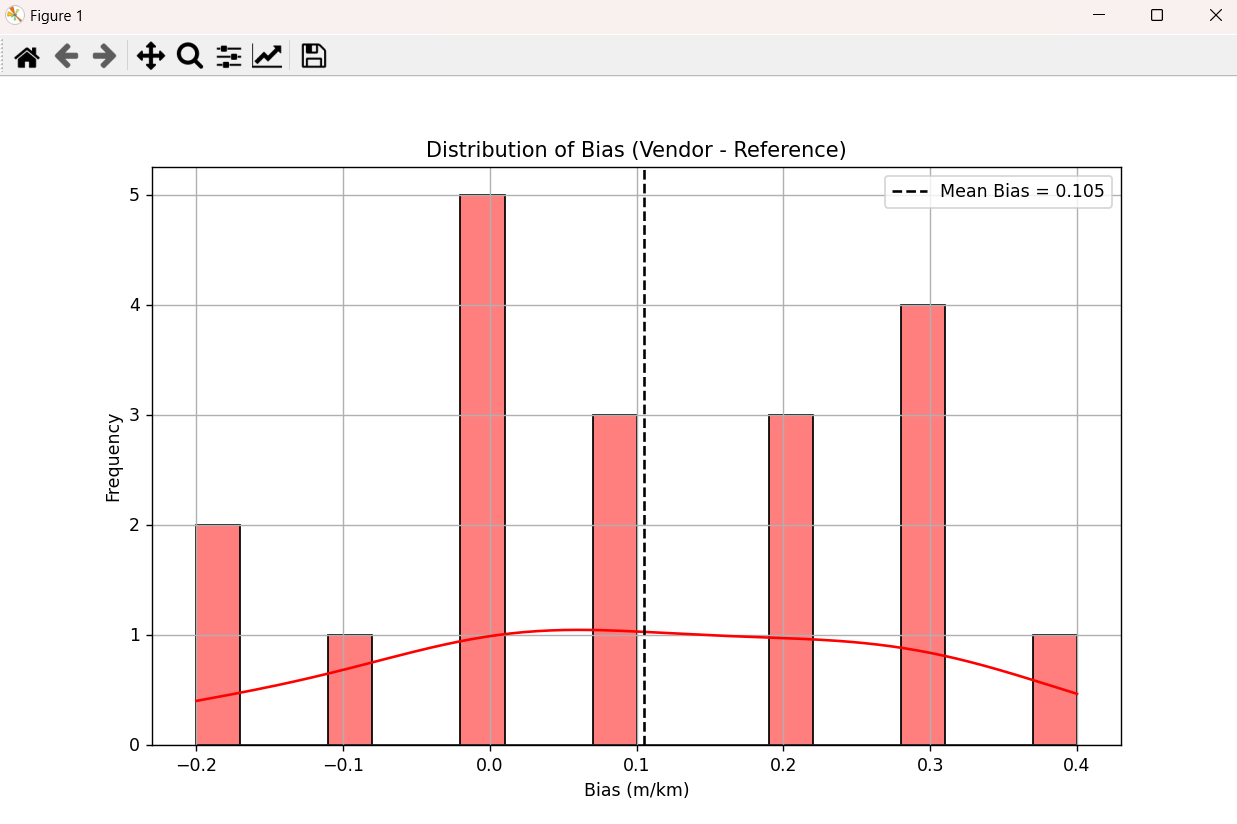 Figure 1
Distribution of Bias (Vendor - Reference)
Mean Bias = 0.105
5
4
3
2
1
0
Frequency
−0.2
−0.1
0.0
0.1
0.2
0.3
0.4
Bias (m/km)